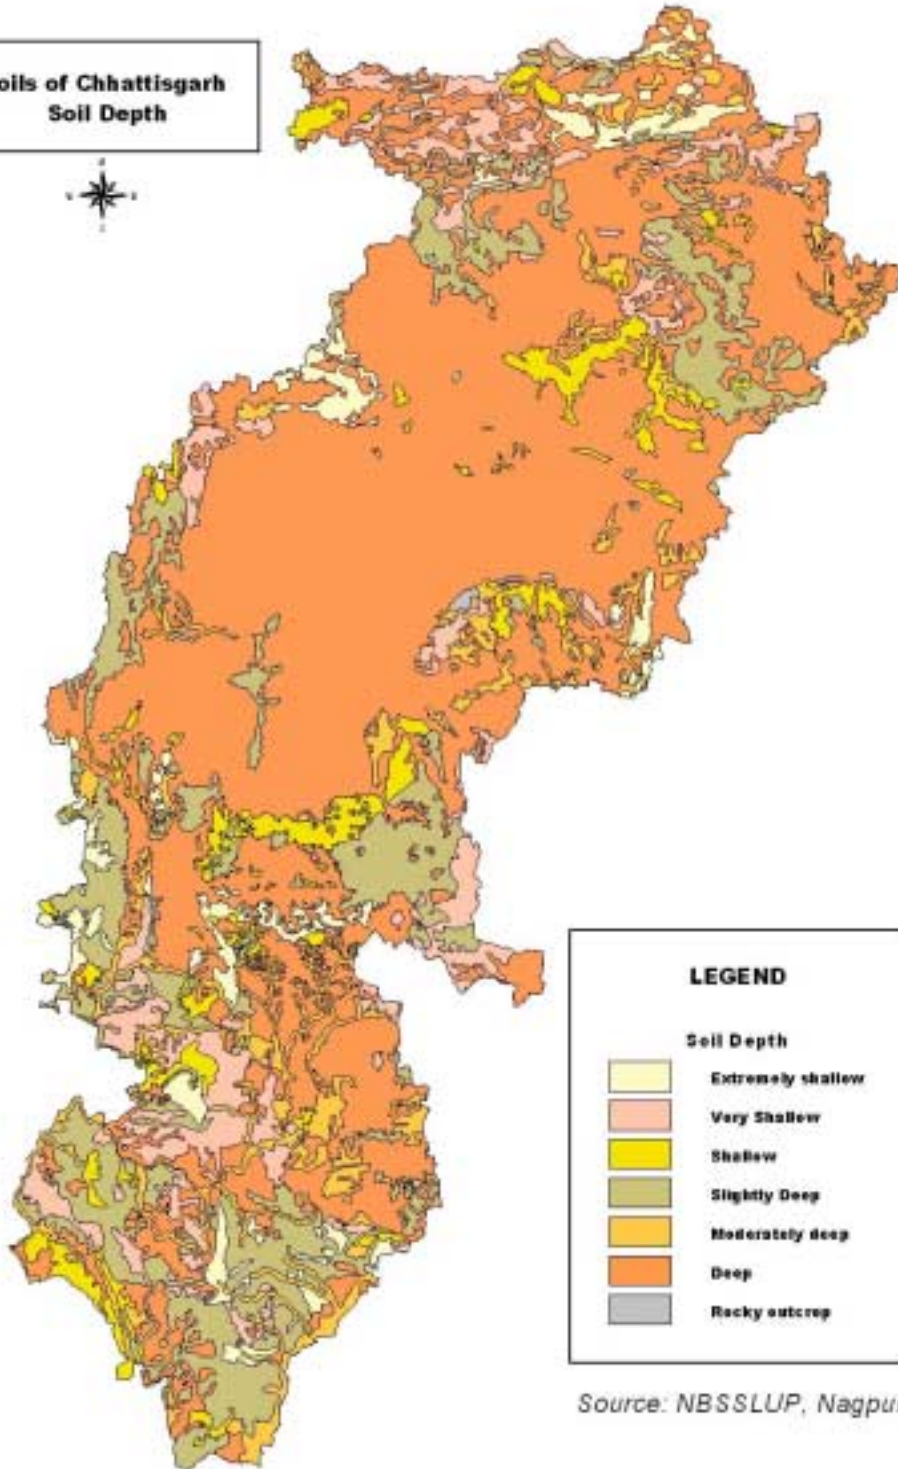 oils of Chhattisgarh
Soil Depth
LEGEND
Soil Depth
Extremely shallow
Very Shallow
Shallow
Slightly Deep
Moderately deep
Deep
Rocky outcrop
Source: NBSSLUP, Nagpu